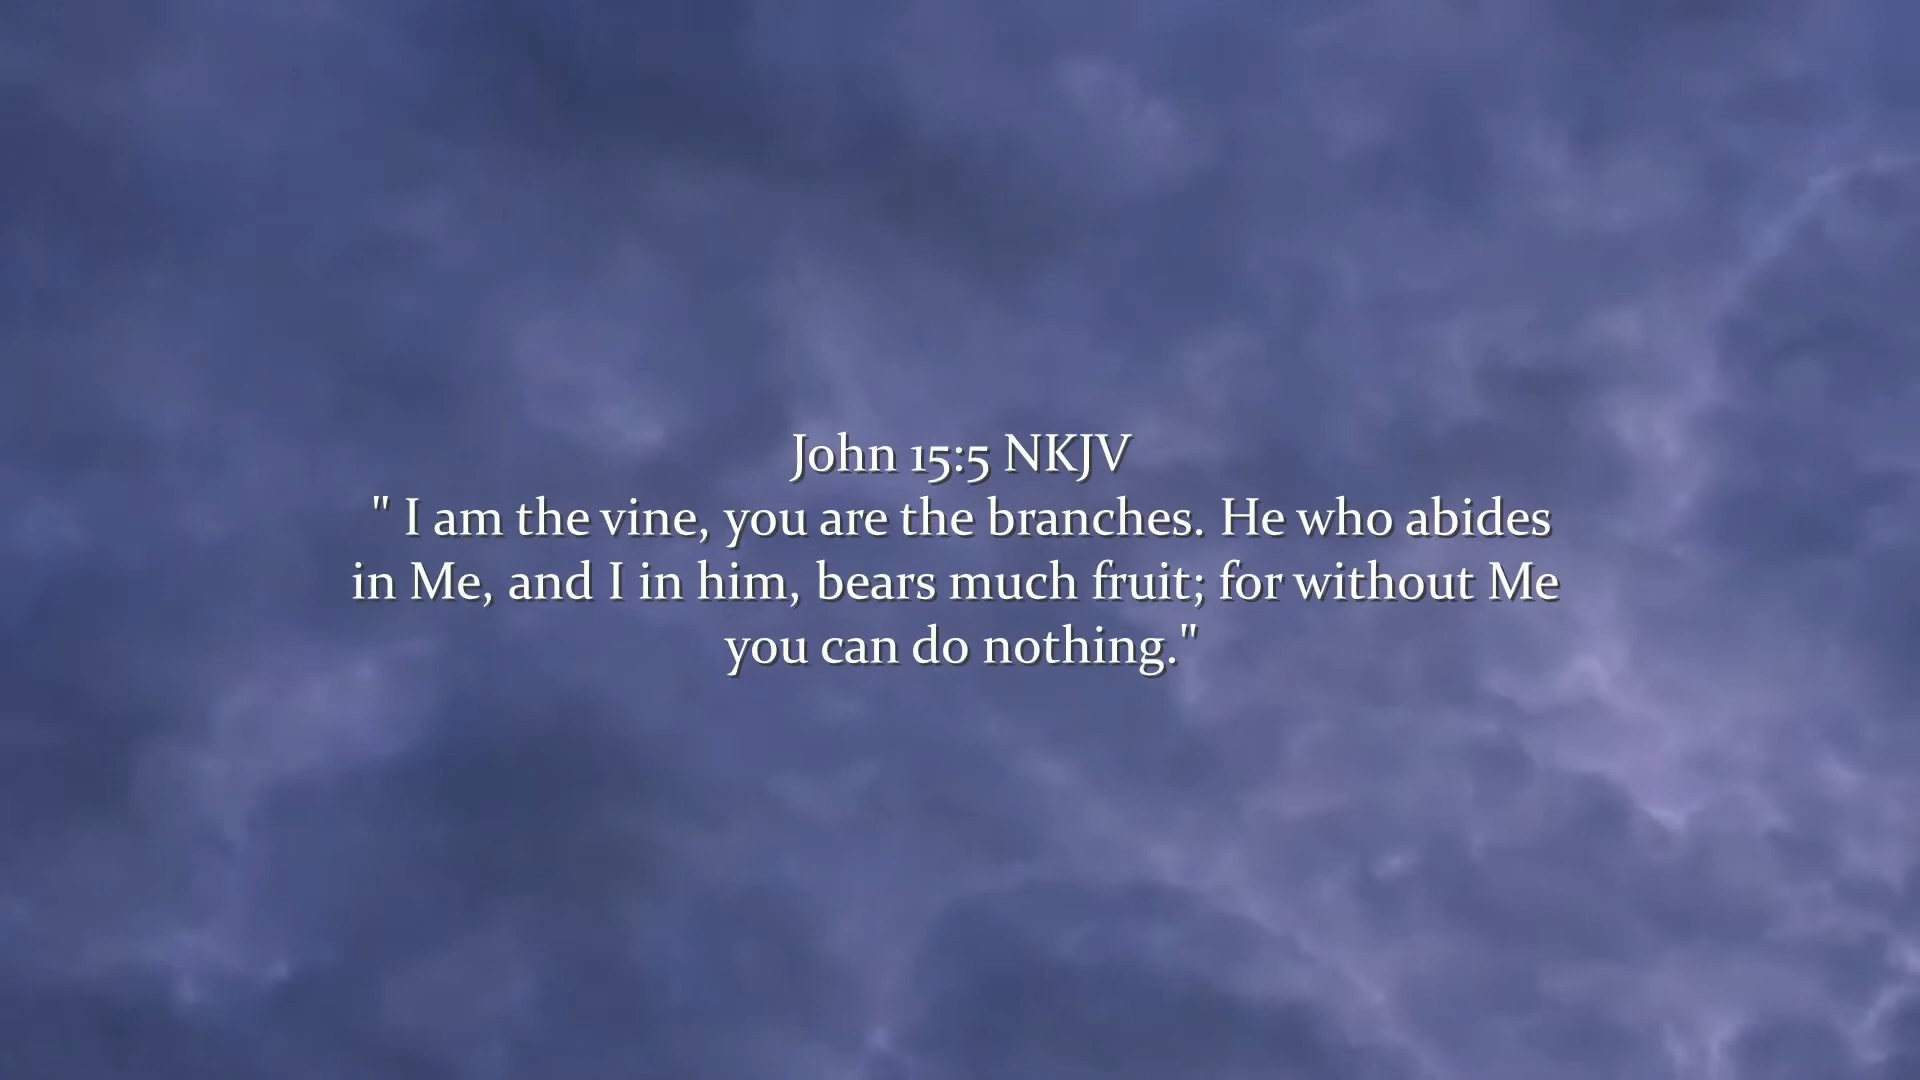 John 15:5 NKJV
" I am the vine, you are the branches. He who abides
in Me, and I in him, bears much fruit; for without Me
you can do nothing."